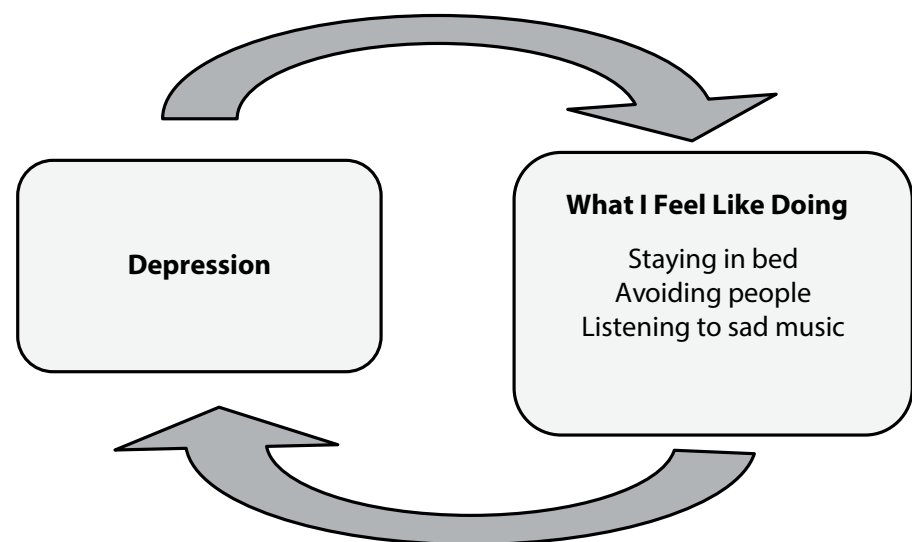 Depression
What I Feel Like Doing
Staying in bed
Avoiding people
Listening to sad music